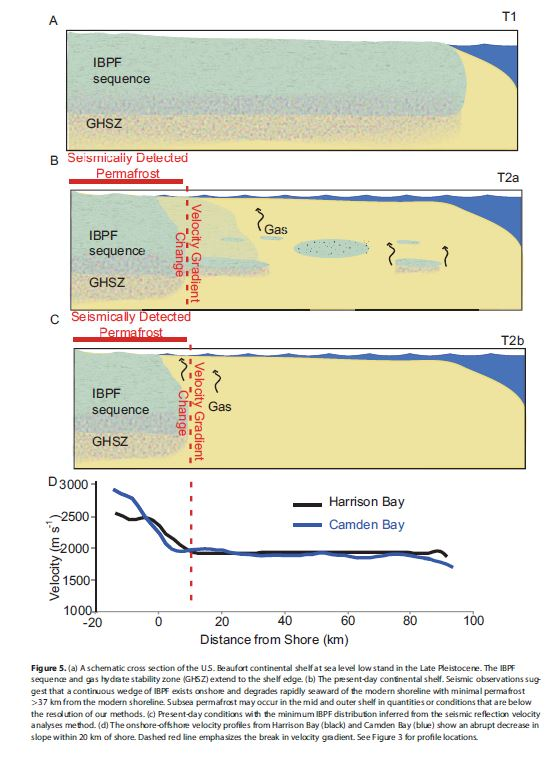 A
T1
IBPF
sequence
GHSZ
Seismically Detected
Permafrost
B
T2a
IBPF
sequence
GHSZ
Velocity Gradient
Change
Gas
Seismically Detected
Permafrost
C
T2b
IBPF
sequence
GHSZ
Velocity Gradient
Change
Gas
D
3000
2500
2000
1500
1000
Velocity (m s⁻¹)
Harrison Bay
Camden Bay
-20 0 20 40 60 80 100
Distance from Shore (km)
Figure 5. (a) A schematic cross section of the U.S. Beaufort continental shelf at sea level low stand in the Late Pleistocene. The IBPF
sequence and gas hydrate stability zone (GHSZ) extend to the shelf edge. (b) The present-day continental shelf. Seismic observations sug-
gest that a continuous wedge of IBPF exists onshore and degrades rapidly seaward of the modern shoreline with minimal permafrost
>37 km from the modern shoreline. Subsea permafrost may occur in the mid and outer shelf in quantities or conditions that are below
the resolution of our methods. (c) Present-day conditions with the minimum IBPF distribution inferred from the seismic reflection velocity
analyses method. (d) The onshore-offshore velocity profiles from Harrison Bay (black) and Camden Bay (blue) show an abrupt decrease in
slope within 20 km of shore. Dashed red line emphasizes the break in velocity gradient. See Figure 3 for profile locations.